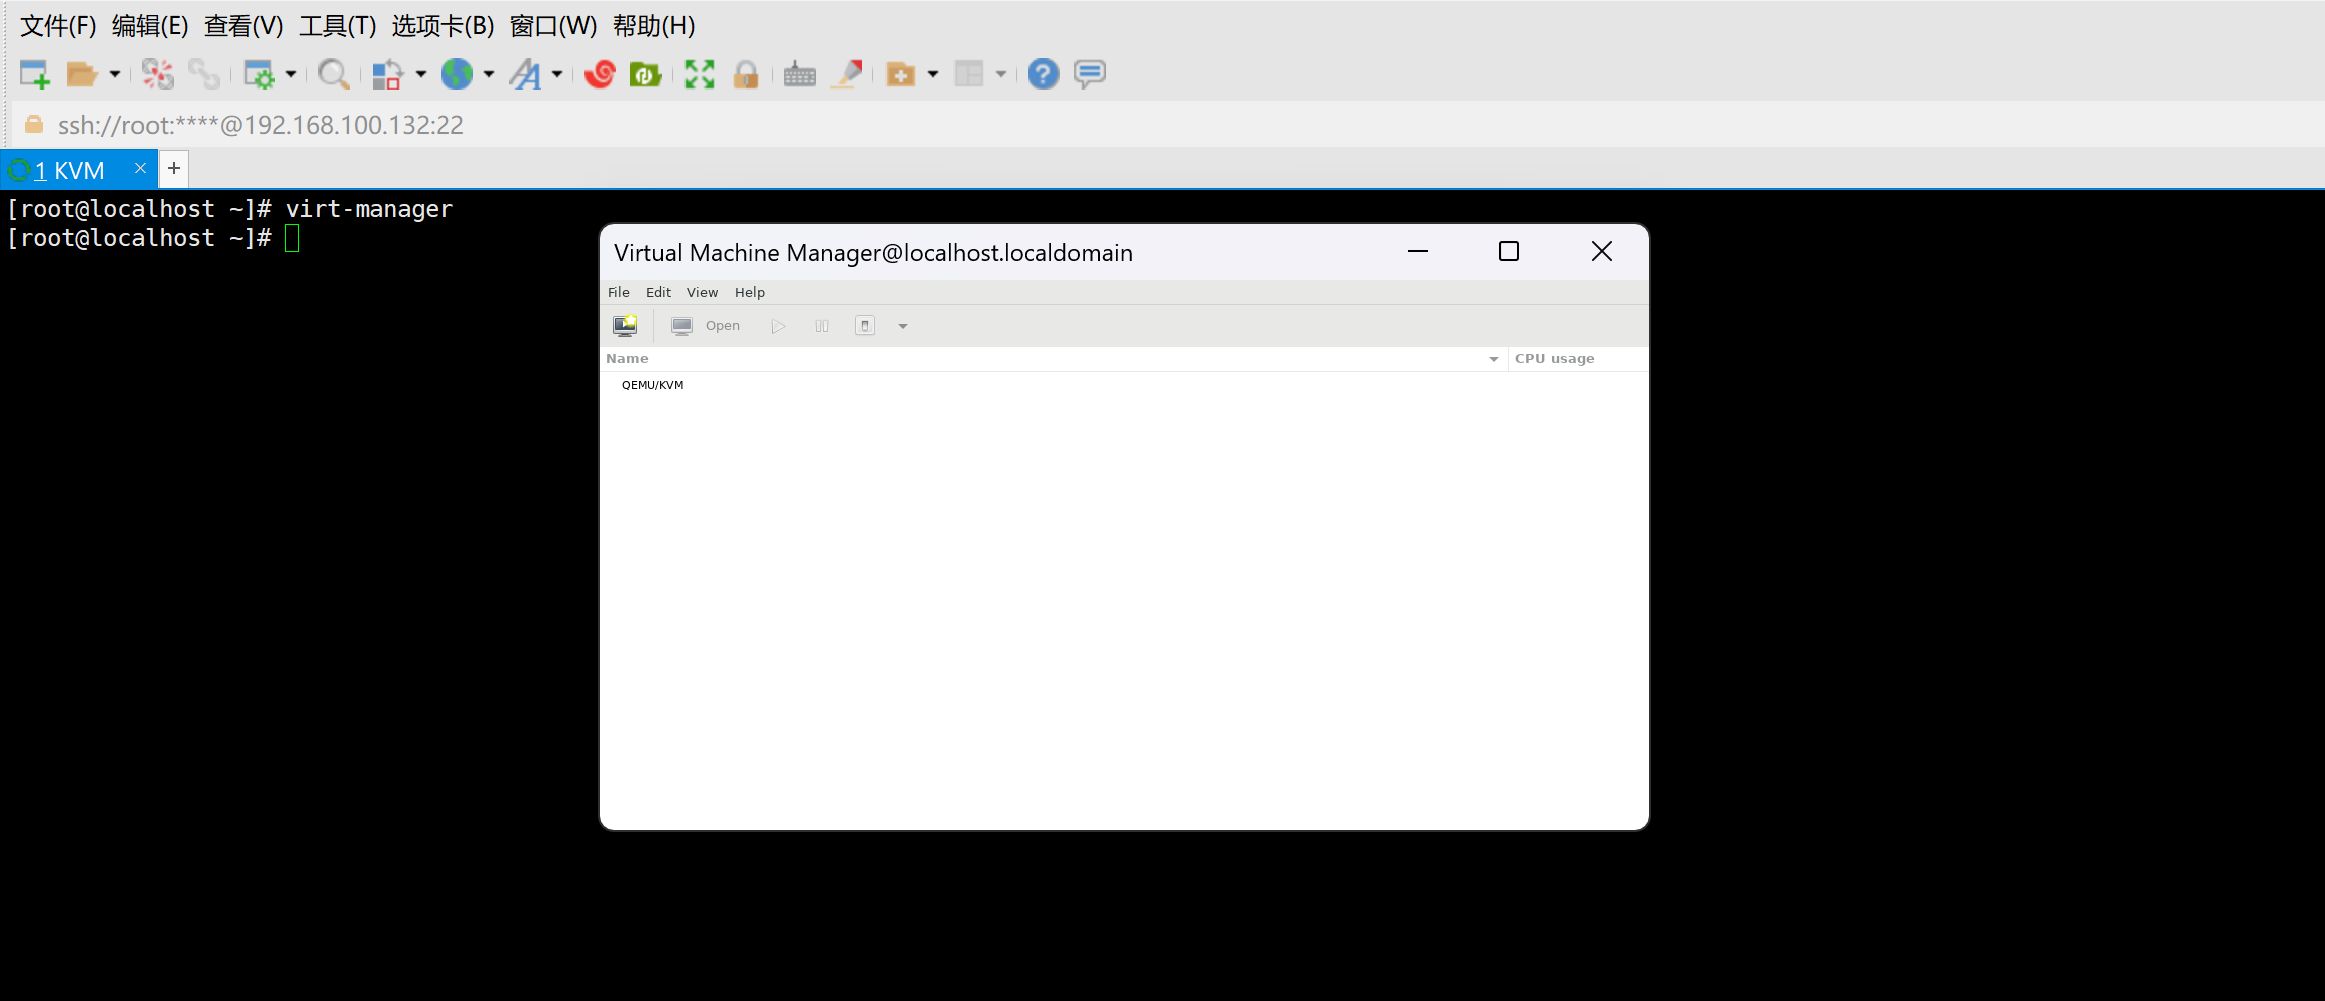 文件(F) 编辑(E) 查看(V) 工具(T) 选项卡(B) 窗口(W) 帮助(H)
ssh://root:****@192.168.100.132:22
1 KVM × +
[root@localhost ~]# virt-manager
[root@localhost ~]#
Virtual Machine Manager@localhost.localdomain
File Edit View Help
Open
Name CPU usage
QEMU/KVM